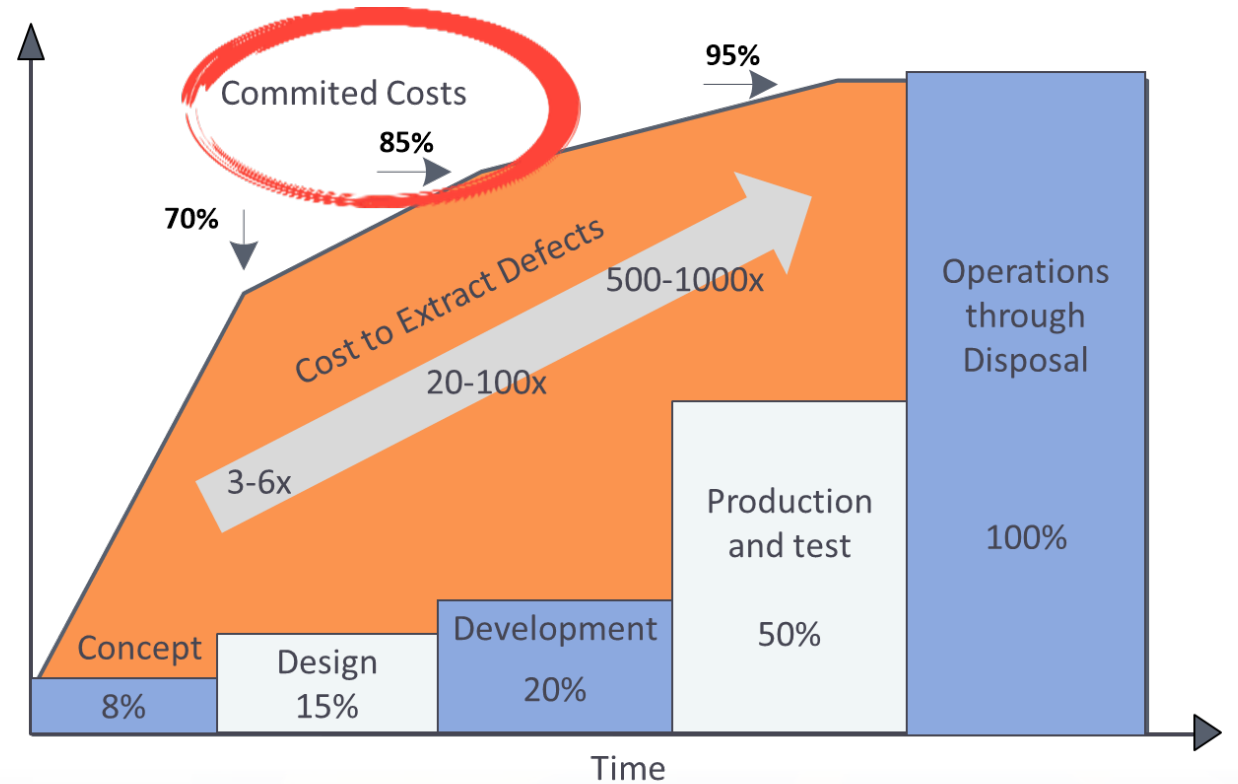 95%
Commited Costs
85%
70%
Cost to Extract Defects
500-1000x
20-100x
3-6x
Operations
through
Disposal
100%
Production
and test
50%
Development
20%
Design
15%
Concept
8%
Time